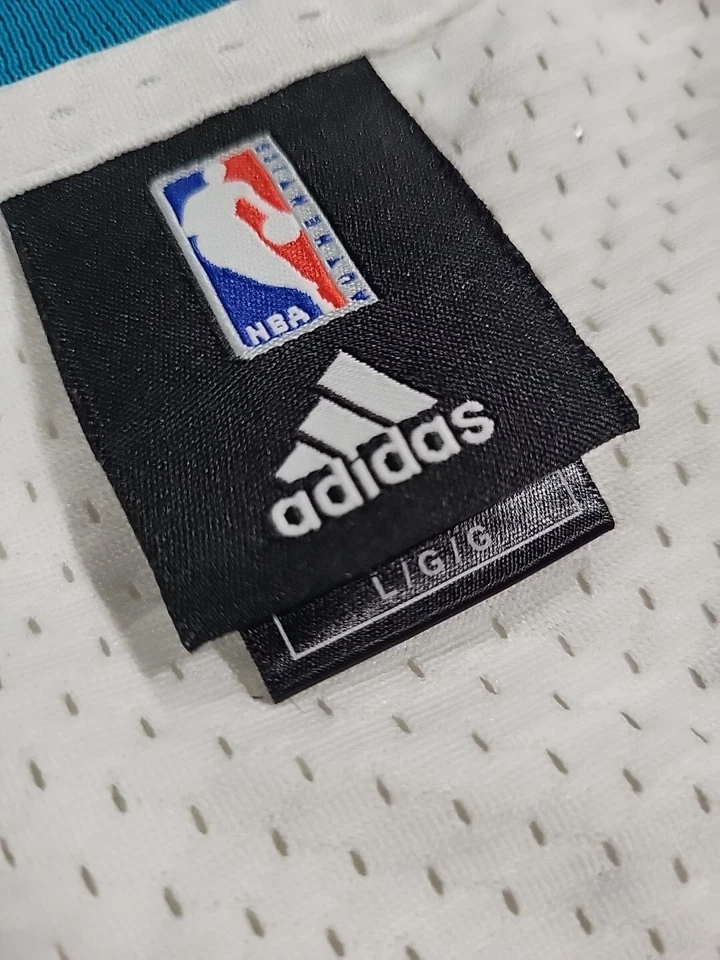 AUTHENTICS
NBA
adidas
L/G/G